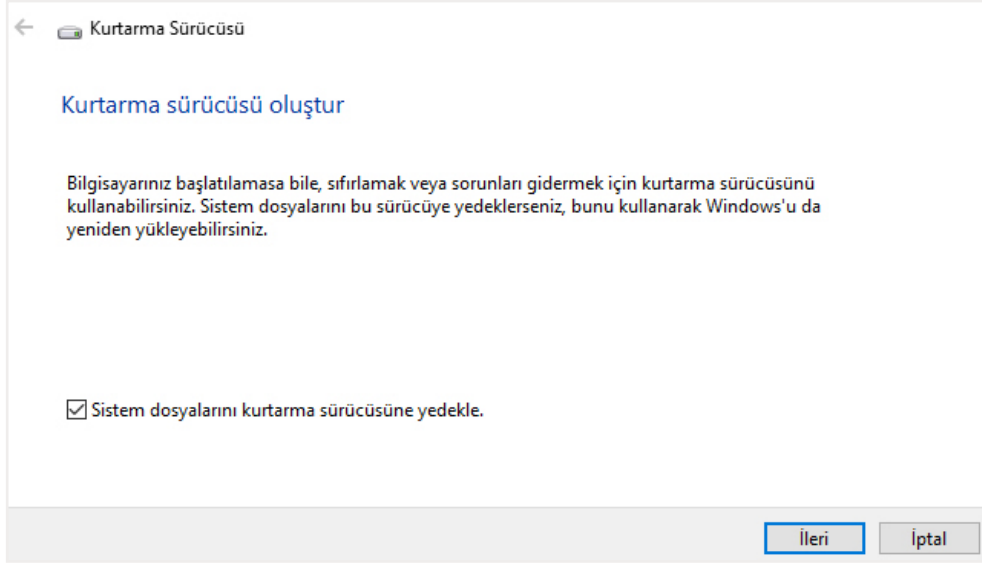 Kurtarma Sürücüsü
Kurtarma sürücüsü oluştur
Bilgisayarınız başlatılamasa bile, sıfırlamak veya sorunları gidermek için kurtarma sürücüsünü
kullanabilirsiniz. Sistem dosyalarını bu sürücüye yedeklerseniz, bunu kullanarak Windows'u da
yeniden yükleyebilirsiniz.
Sistem dosyalarını kurtarma sürücüsüne yedekle.
İleri İptal